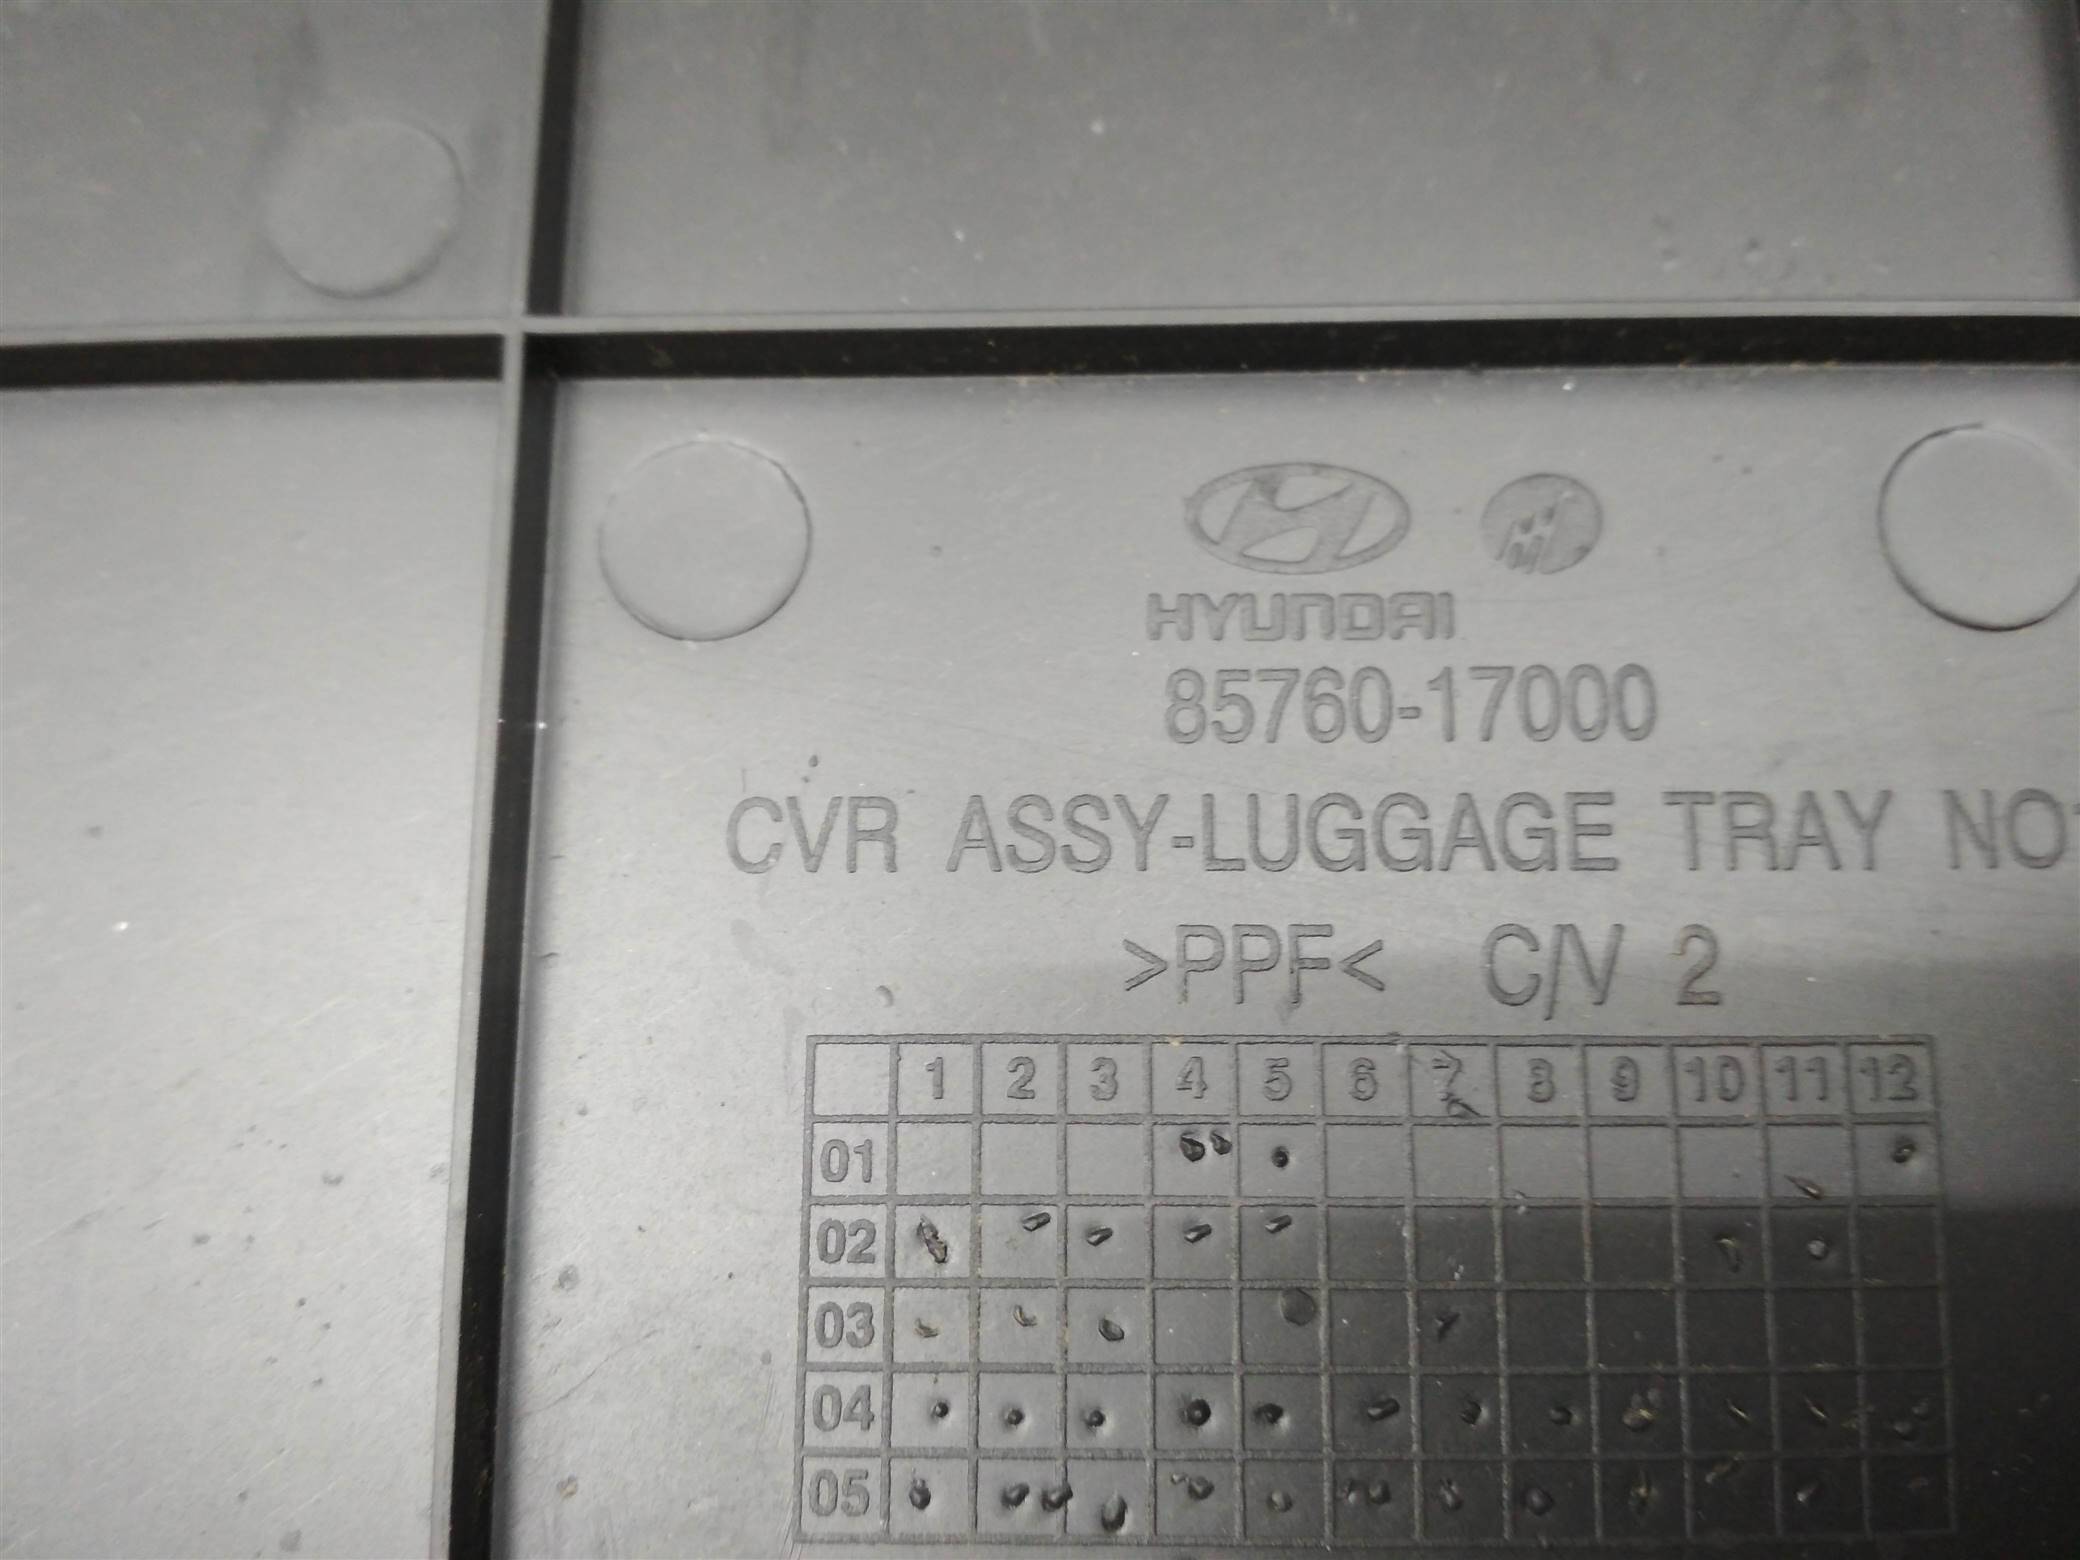 HYUNDAI
85760-17000
CVR ASSY-LUGGAGE TRAY NO
>PPF< C/V 2
1 2 3 4 5 6 7 8 9 10 11 12
01
02
03
04
05